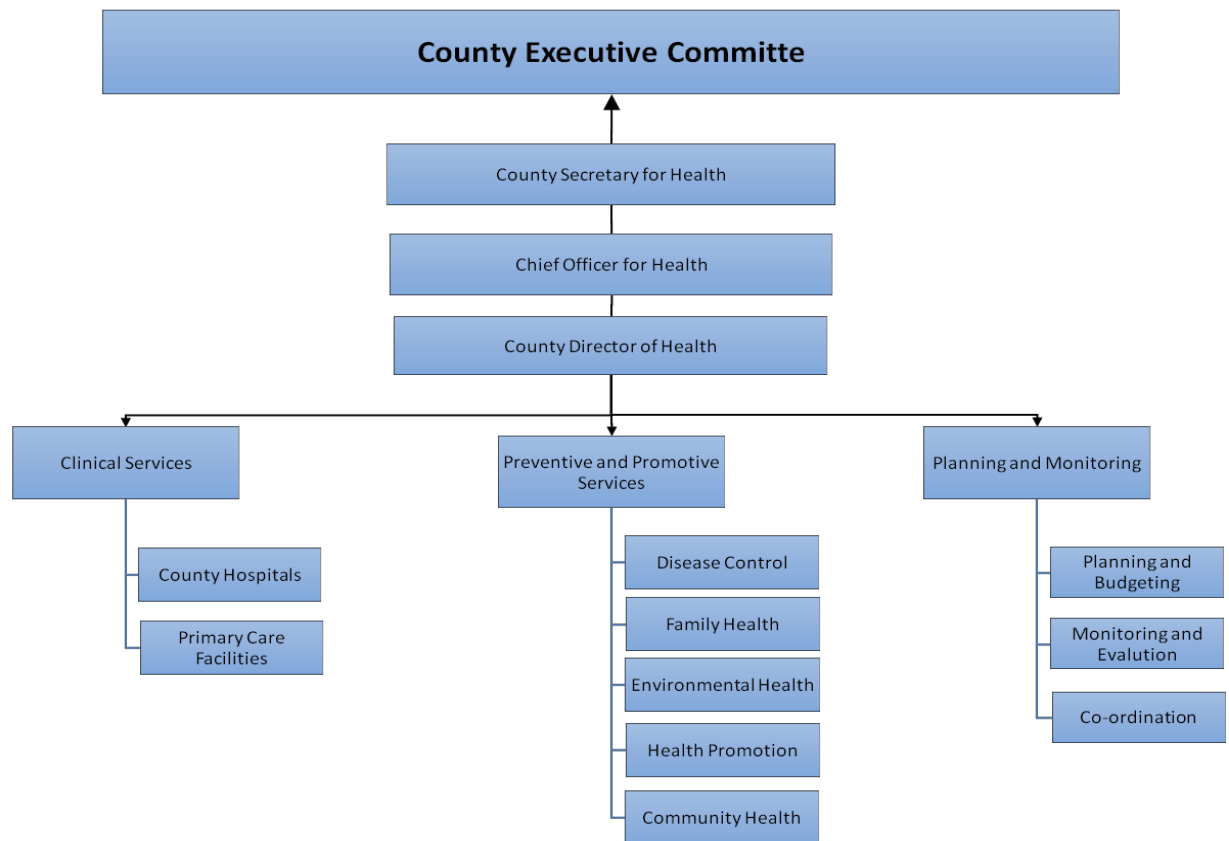 County Executive Committe
County Secretary for Health
Chief Officer for Health
County Director of Health
Clinical Services
County Hospitals
Primary Care
Facilities
Preventive and Promotive
Services
Disease Control
Family Health
Environmental Health
Health Promotion
Community Health
Planning and Monitoring
Planning and
Budgeting
Monitoring and
Evalution
Co-ordination